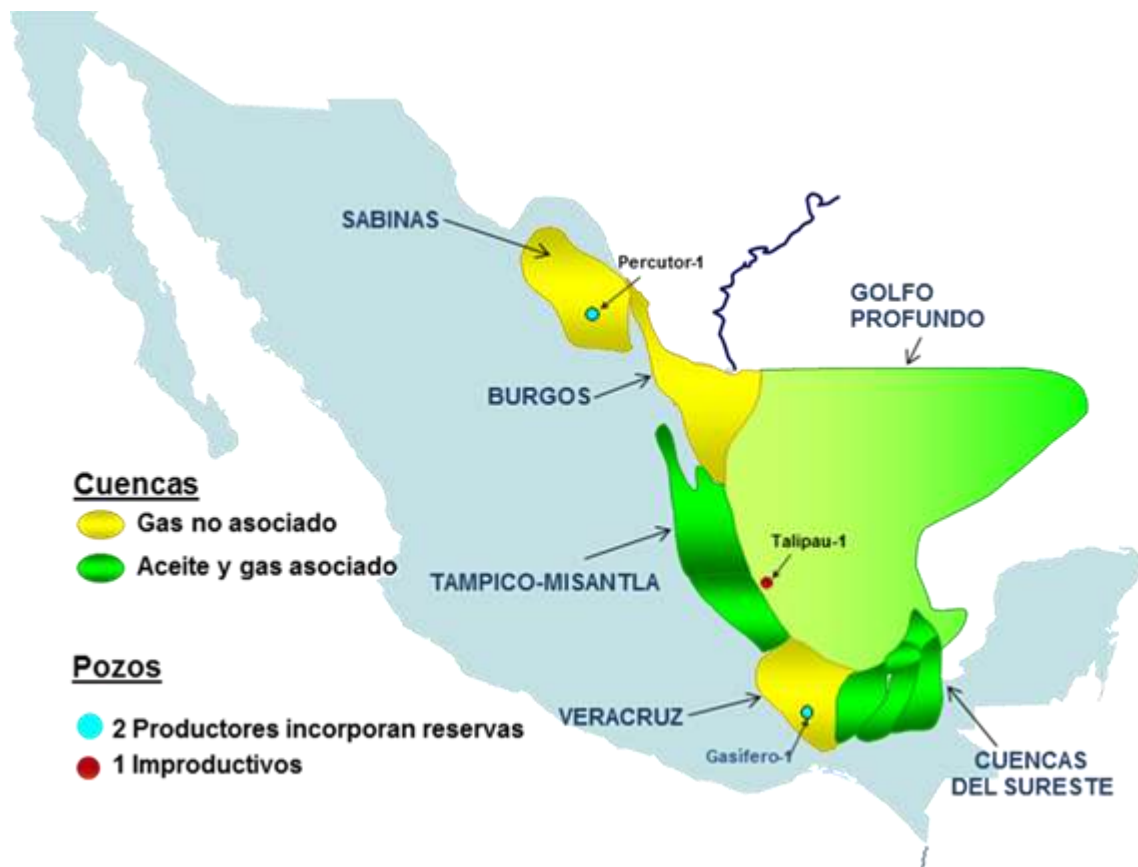 SABINAS
Percutor-1
GOLFO
PROFUNDO
BURGOS
Cuencas
Gas no asociado
Aceite y gas asociado
Talipau-1
TAMPICO-MISANTLA
Pozos
2 Productores incorporan reservas
1 Improductivos
VERACRUZ
Gasífero-1
CUENCAS
DEL SURESTE